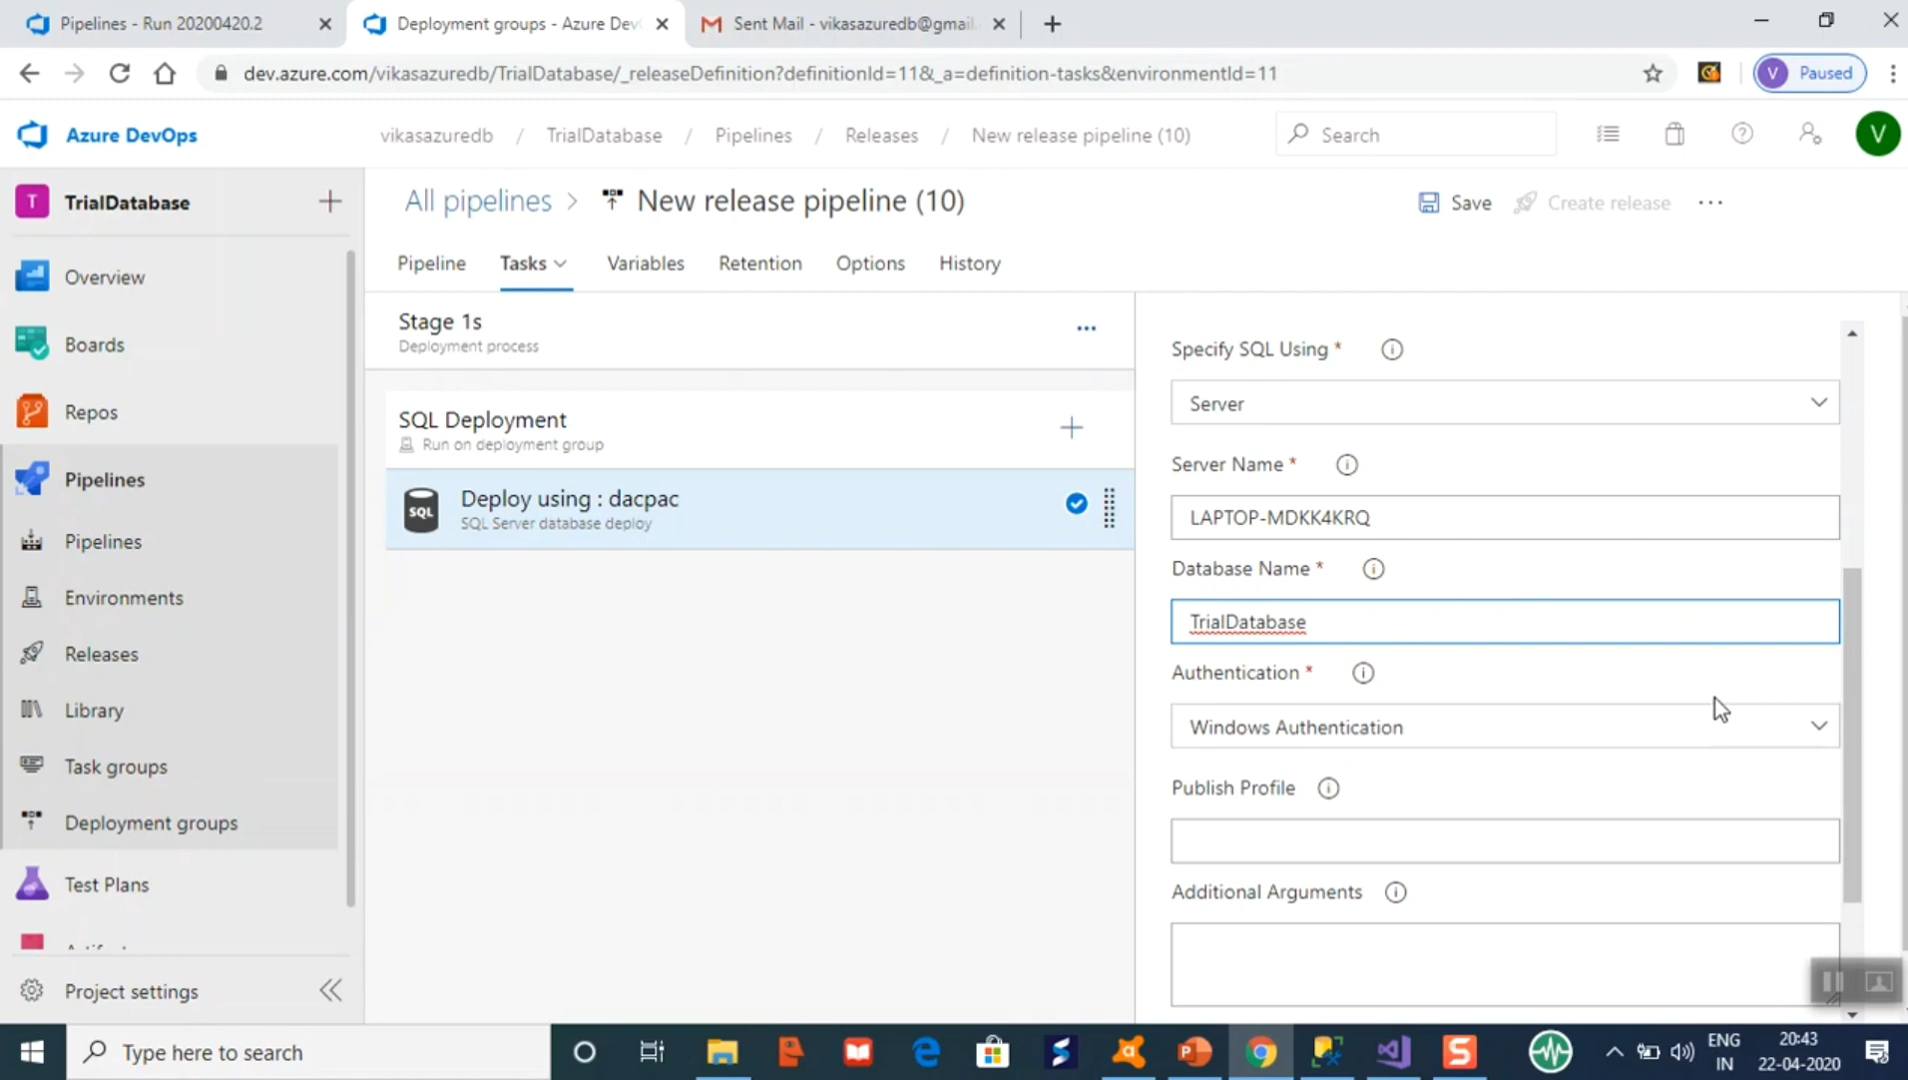 Pipelines - Run 20200420.2
Deployment groups - Azure Dev
Sent Mail - vikasazuredb@gmail.
dev.azure.com/vikasazuredb/TrialDatabase/_releaseDefinition?definitionId=11&_a=definition-tasks&environmentId=11
V Paused
Azure DevOps
vikasazuredb / TrialDatabase / Pipelines / Releases / New release pipeline (10)
Search
V
T TrialDatabase
Overview
Boards
Repos
Pipelines
Pipelines
Environments
Releases
Library
Task groups
Deployment groups
Test Plans
Project settings
All pipelines > New release pipeline (10)
Save
Create release
Pipeline
Tasks
Variables
Retention
Options
History
Stage 1s
Deployment process
SQL Deployment
Run on deployment group
SQL
Deploy using : dacpac
SQL Server database deploy
Specify SQL Using *
Server
Server Name *
LAPTOP-MDKK4KRQ
Database Name *
TrialDatabase
Authentication *
Windows Authentication
Publish Profile
Additional Arguments
Type here to search
ENG
IN
20:43
22-04-2020